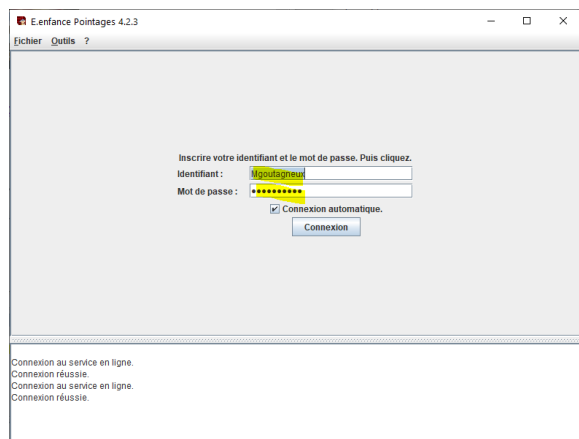 E.enfance Pointages 4.2.3
Fichier Outils ?
Inscrire votre identifiant et le mot de passe. Puis cliquez.
Identifiant : Mgoutagneux
Mot de passe : ••••••••••
Connexion automatique.
Connexion
Connexion au service en ligne.
Connexion réussie.
Connexion au service en ligne.
Connexion réussie.